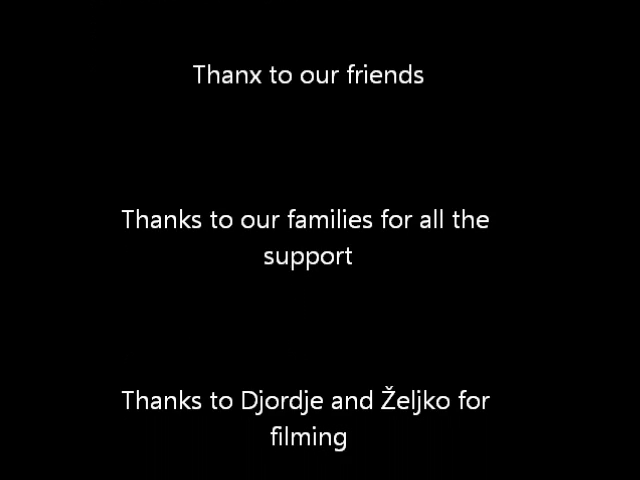 Thanx to our friends
Thanks to our families for all the
support
Thanks to Djordje and Željko for
filming